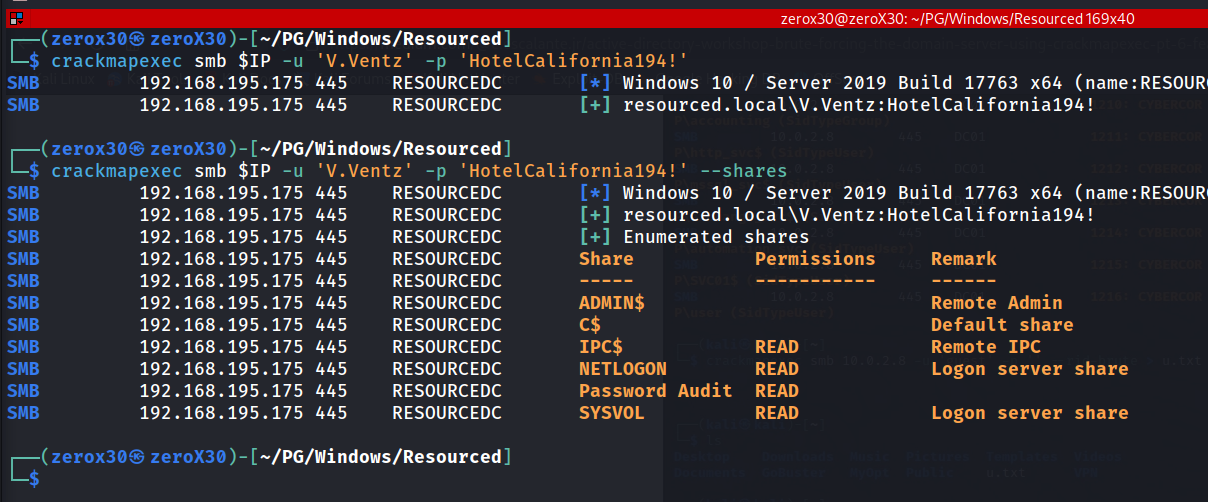 zerox30@zeroX30: ~/PG/Windows/Resourced 169x40
┌──(zerox30㉿zeroX30)-[~/PG/Windows/Resourced]
└─$ crackmapexec smb $IP -u 'V.Ventz' -p 'HotelCalifornia194!'
SMB 192.168.195.175 445 RESOURCEDC [*] Windows 10 / Server 2019 Build 17763 x64 (name:RESOUR
SMB 192.168.195.175 445 RESOURCEDC [+] resourced.local\V.Ventz:HotelCalifornia194!
┌──(zerox30㉿zeroX30)-[~/PG/Windows/Resourced]
└─$ crackmapexec smb $IP -u 'V.Ventz' -p 'HotelCalifornia194!' --shares
SMB 192.168.195.175 445 RESOURCEDC [*] Windows 10 / Server 2019 Build 17763 x64 (name:RESOUR
SMB 192.168.195.175 445 RESOURCEDC [+] resourced.local\V.Ventz:HotelCalifornia194!
SMB 192.168.195.175 445 RESOURCEDC [+] Enumerated shares
SMB 192.168.195.175 445 RESOURCEDC Share Permissions Remark
SMB 192.168.195.175 445 RESOURCEDC ----- ----------- ------
SMB 192.168.195.175 445 RESOURCEDC ADMIN$ Remote Admin
SMB 192.168.195.175 445 RESOURCEDC C$ Default share
SMB 192.168.195.175 445 RESOURCEDC IPC$ READ Remote IPC
SMB 192.168.195.175 445 RESOURCEDC NETLOGON READ Logon server share
SMB 192.168.195.175 445 RESOURCEDC Password Audit READ
SMB 192.168.195.175 445 RESOURCEDC SYSVOL READ Logon server share
┌──(zerox30㉿zeroX30)-[~/PG/Windows/Resourced]
└─$